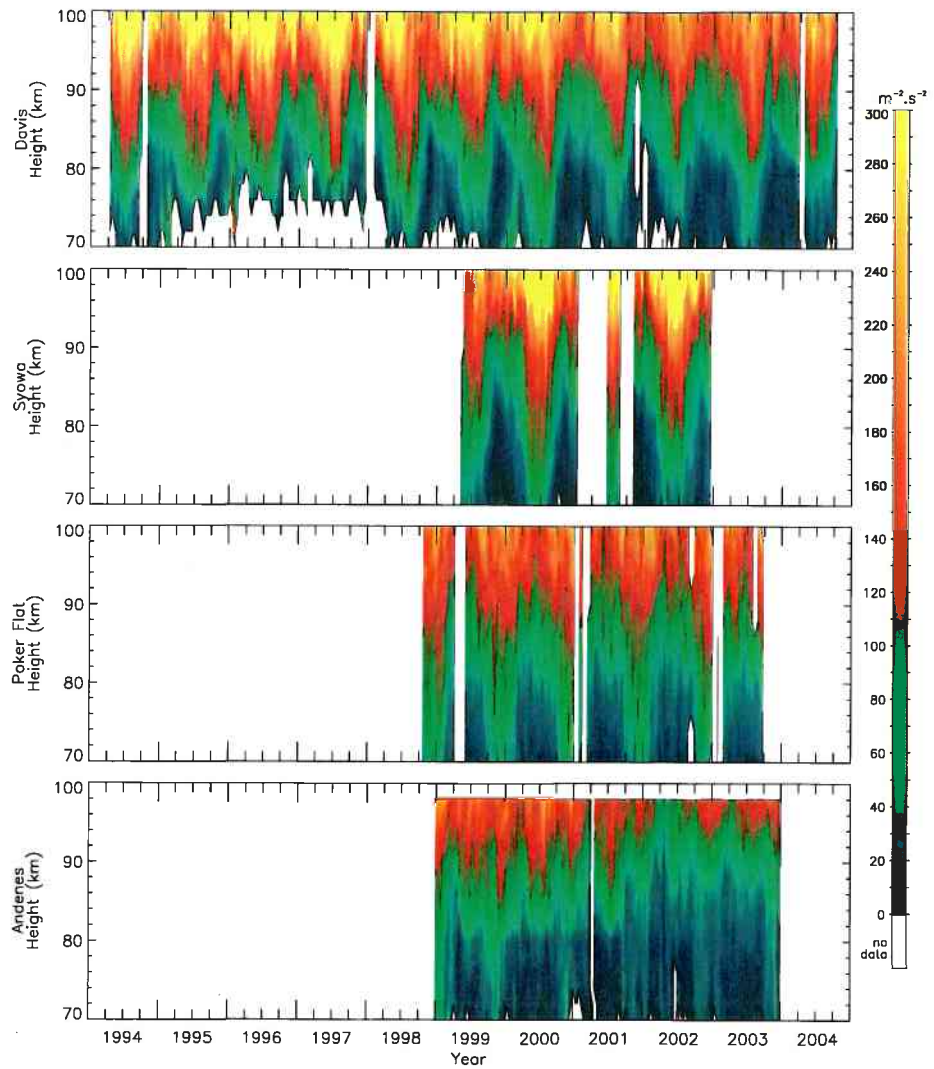 100
90
80
70
Davis
Height (km)
100
90
80
70
Syowa
Height (km)
100
90
80
70
Poker Flat
Height (km)
100
90
80
70
Andenes
Height (km)
1994 1995 1996 1997 1998 1999 2000 2001 2002 2003 2004
Year
m⁻².s⁻²
300
280
260
240
220
200
180
160
140
120
100
80
60
40
20
0
no
data